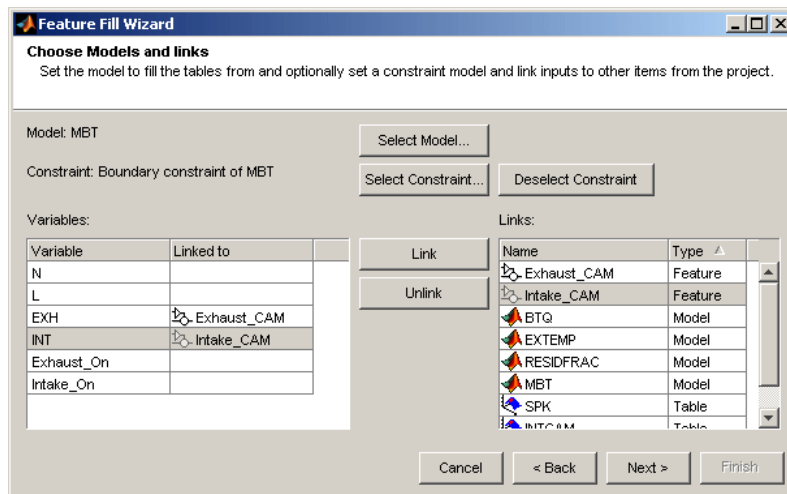 Feature Fill Wizard
Choose Models and links
Set the model to fill the tables from and optionally set a constraint model and link inputs to other items from the project.
Model: MBT
Select Model...
Constraint: Boundary constraint of MBT
Select Constraint...
Deselect Constraint
Variables:
Links:
Variable Linked to
N
L
EXH Exhaust_CAM
INT Intake_CAM
Exhaust_On
Intake_On
Link
Unlink
Name Type
Exhaust_CAM Feature
Intake_CAM Feature
BTQ Model
EXTEMP Model
RESIDFRAC Model
MBT Model
SPK Table
INTCAM Table
Cancel
< Back
Next >
Finish